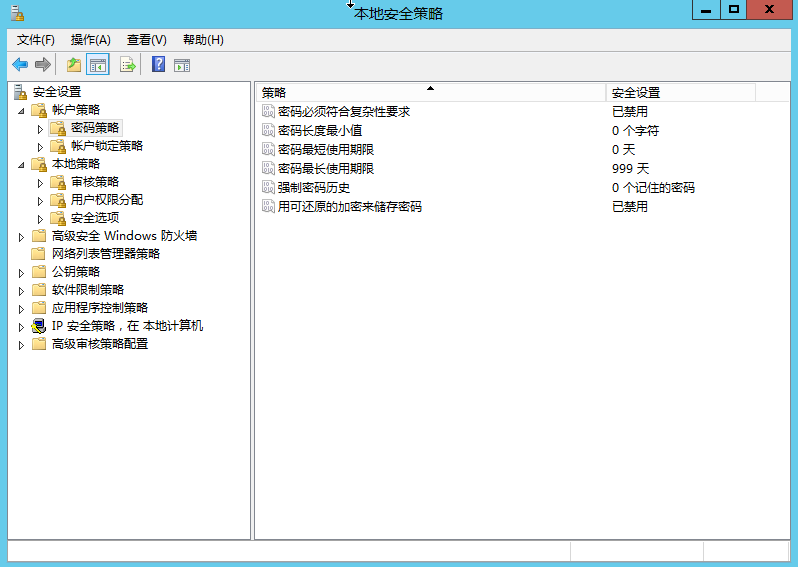 本地安全策略
文件(F) 操作(A) 查看(V) 帮助(H)
安全设置
帐户策略
密码策略
帐户锁定策略
本地策略
审核策略
用户权限分配
安全选项
高级安全 Windows 防火墙
网络列表管理器策略
公钥策略
软件限制策略
应用程序控制策略
IP 安全策略，在 本地计算机
高级审核策略配置
策略 安全设置
密码必须符合复杂性要求 已禁用
密码长度最小值 0 个字符
密码最短使用期限 0 天
密码最长使用期限 999 天
强制密码历史 0 个记住的密码
用可还原的加密来储存密码 已禁用